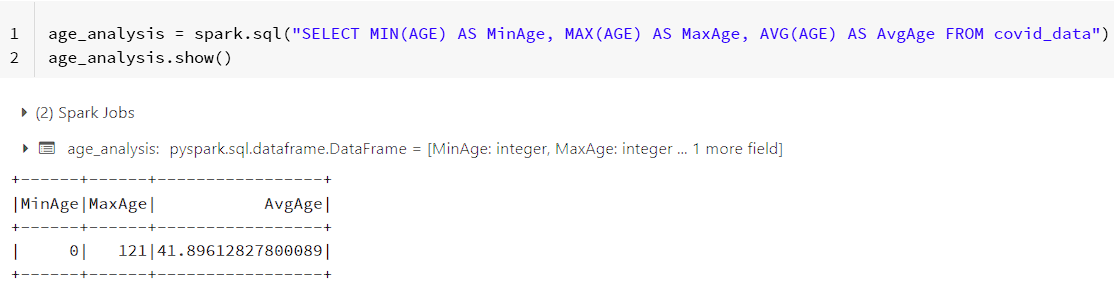 1 age_analysis = spark.sql("SELECT MIN(AGE) AS MinAge, MAX(AGE) AS MaxAge, AVG(AGE) AS AvgAge FROM covid_data")
2 age_analysis.show()
(2) Spark Jobs
age_analysis: pyspark.sql.dataframe.DataFrame = [MinAge: integer, MaxAge: integer ... 1 more field]
+------+------+-----------------+
|MinAge|MaxAge|           AvgAge|
+------+------+-----------------+
|     0|   121|41.89612827800089|
+------+------+-----------------+